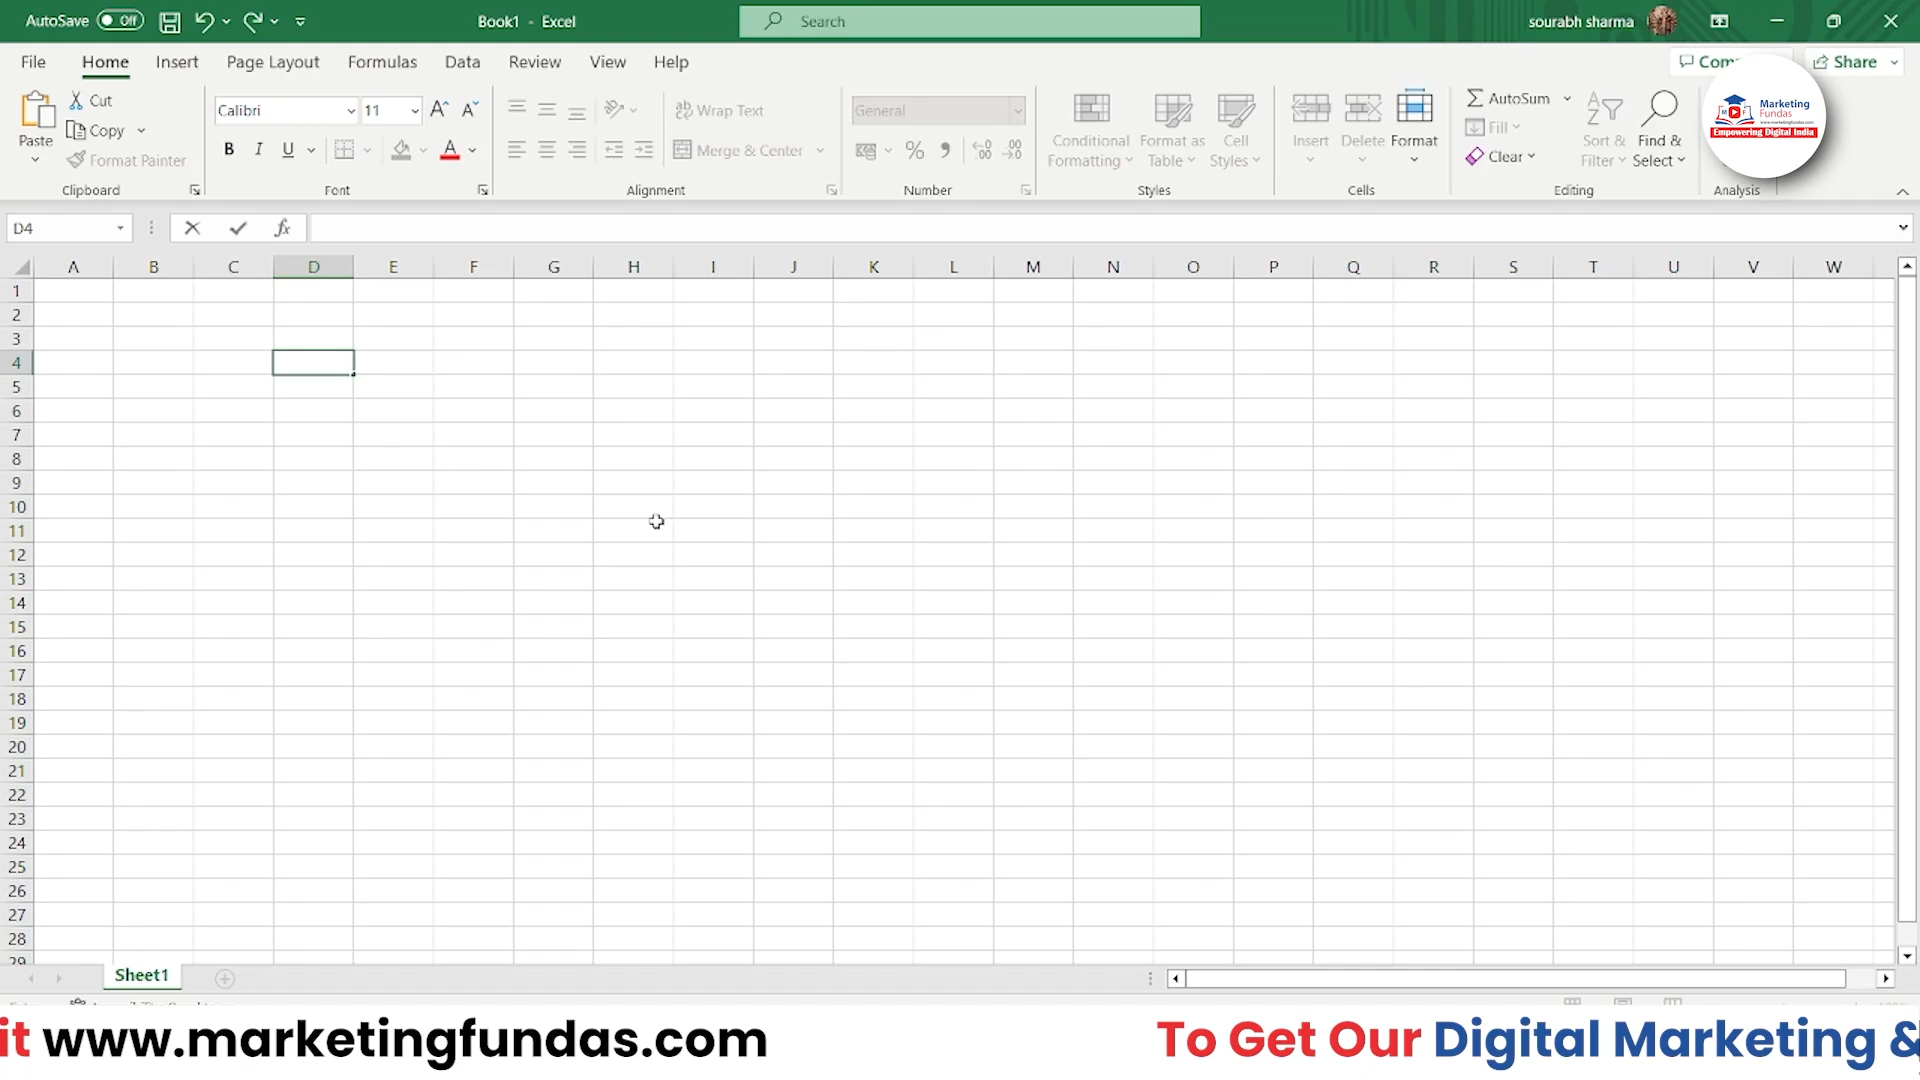 AutoSave Off
Book1 - Excel
Search
sourabh sharma
File Home Insert Page Layout Formulas Data Review View Help
Share
Paste
Cut
Copy
Format Painter
Clipboard
Calibri 11
B I U
Font
Wrap Text
Merge & Center
Alignment
General
Number
Conditional Formatting
Format as Table
Cell Styles
Styles
Insert
Delete
Format
Cells
AutoSum
Fill
Clear
Sort & Filter
Find & Select
Editing
Analysis
Marketing
Fundas
www.marketingfundas.com
Empowering Digital India
D4
fx
A B C D E F G H I J K L M N O P Q R S T U V W
1
2
3
4
5
6
7
8
9
10
11
12
13
14
15
16
17
18
19
20
21
22
23
24
25
26
27
28
29
Sheet1
it www.marketingfundas.com To Get Our Digital Marketing &